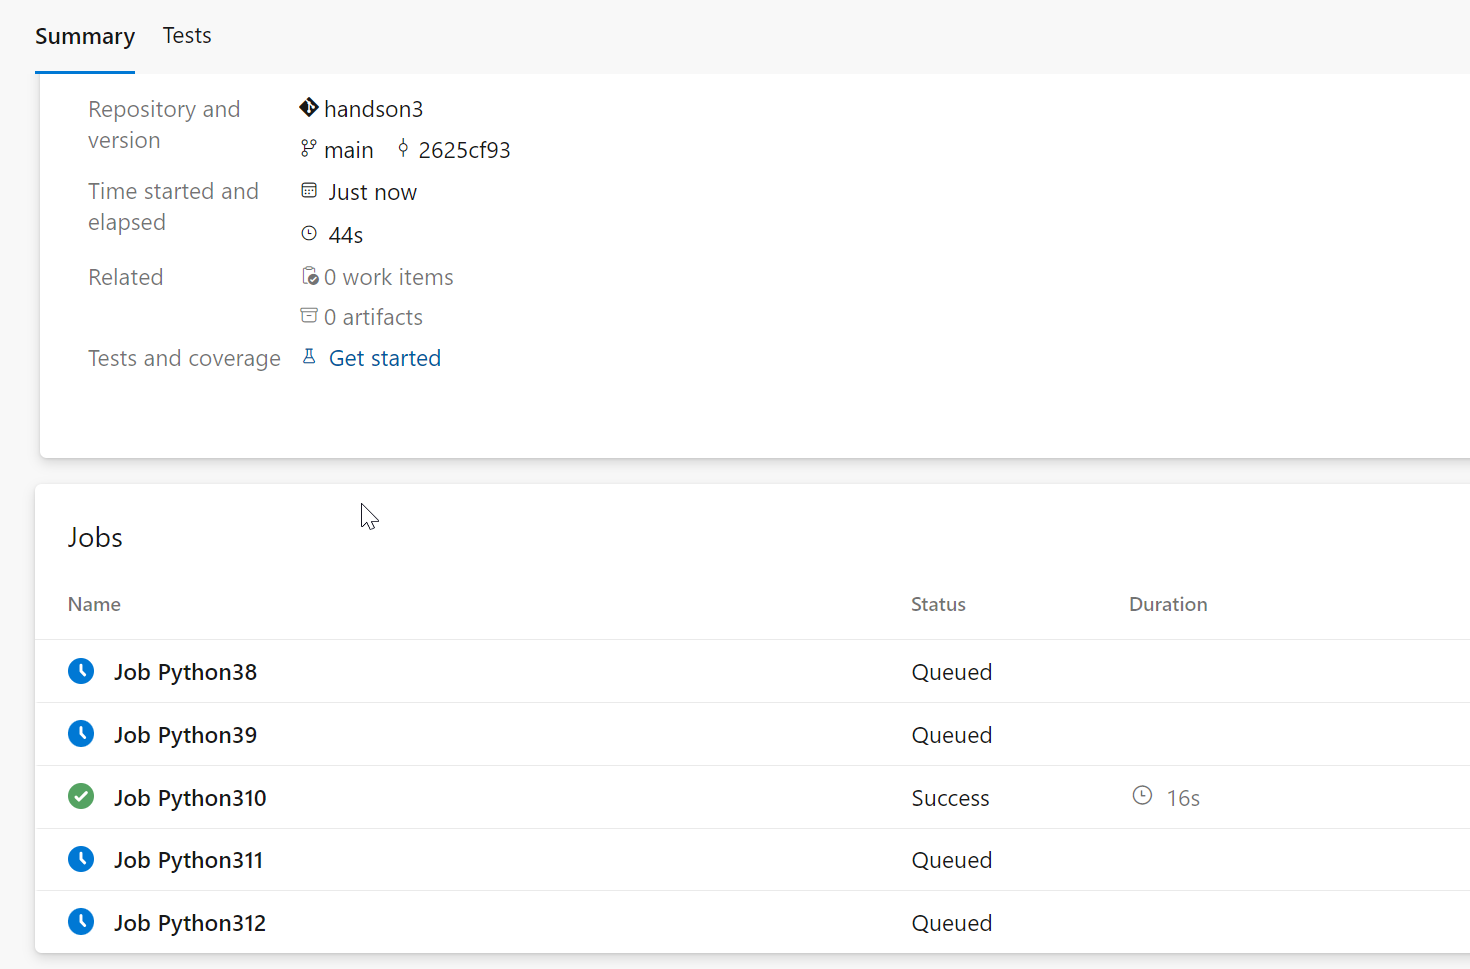 Summary Tests
Repository and version
handson3
main 2625cf93
Time started and elapsed
Just now
44s
Related
0 work items
0 artifacts
Tests and coverage
Get started
Jobs
Name Status Duration
Job Python38 Queued
Job Python39 Queued
Job Python310 Success 16s
Job Python311 Queued
Job Python312 Queued